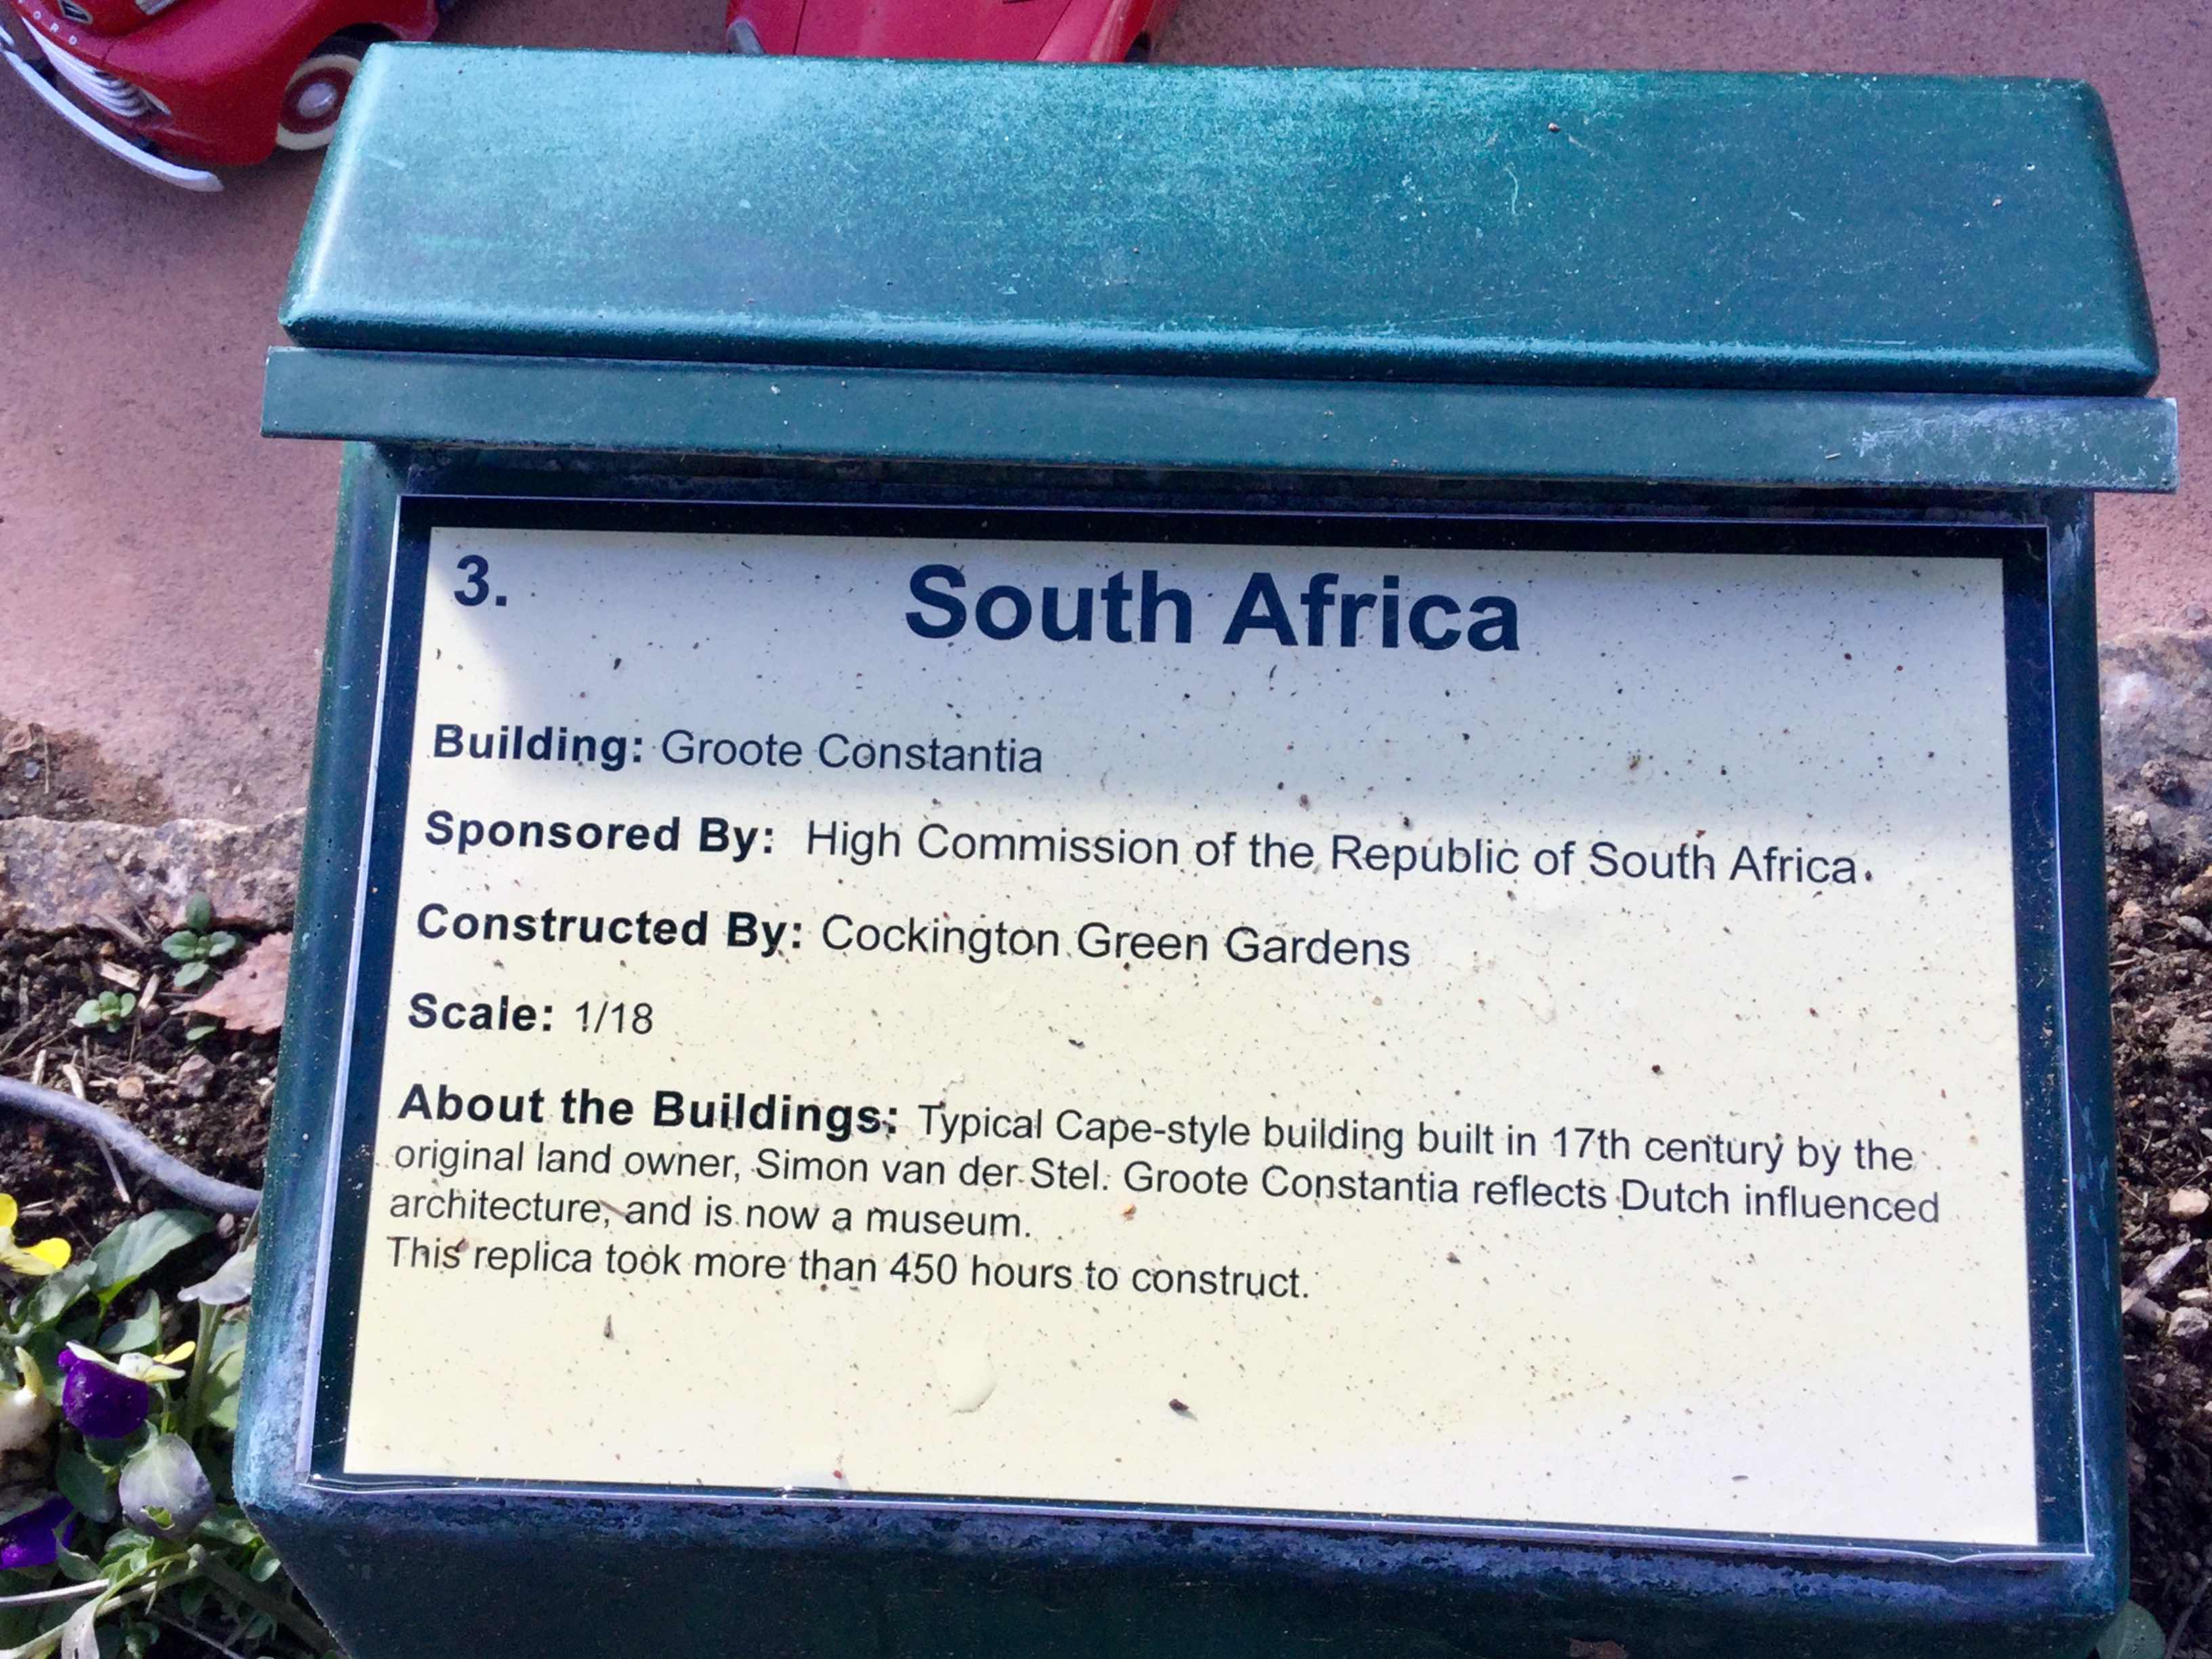 3.
South Africa
Building: Groote Constantia
Sponsored By: High Commission of the Republic of South Africa.
Constructed By: Cockington Green Gardens
Scale: 1/18
About the Buildings: Typical Cape-style building built in 17th century by the
original land owner, Simon van der Stel. Groote Constantia reflects Dutch influenced
architecture, and is now a museum.
This replica took more than 450 hours to construct.